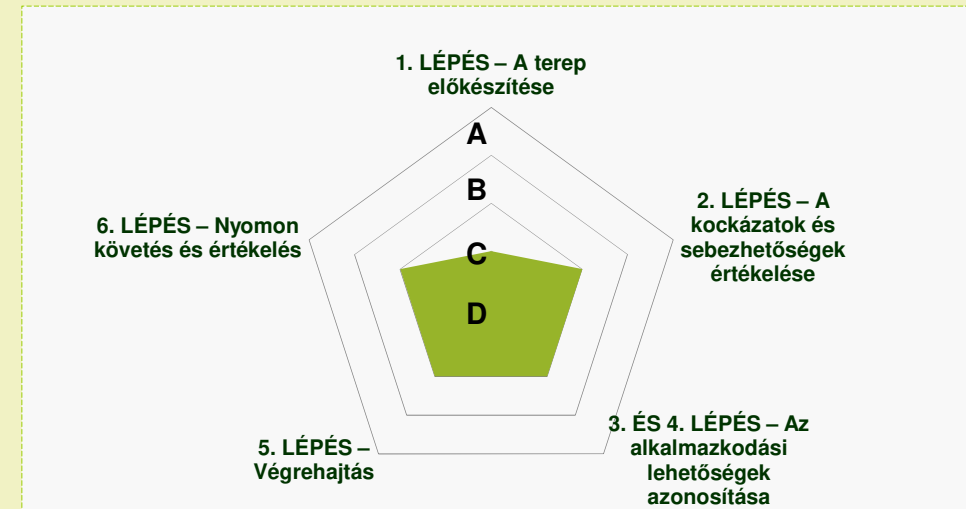 1. LÉPÉS – A terep
előkészítése
A
B
C
D
2. LÉPÉS – A
kockázatok és
sebezhetőségek
értékelése
6. LÉPÉS – Nyomon
követés és értékelés
3. ÉS 4. LÉPÉS – Az
alkalmazkodási
lehetőségek
azonosítása
5. LÉPÉS –
Végrehajtás